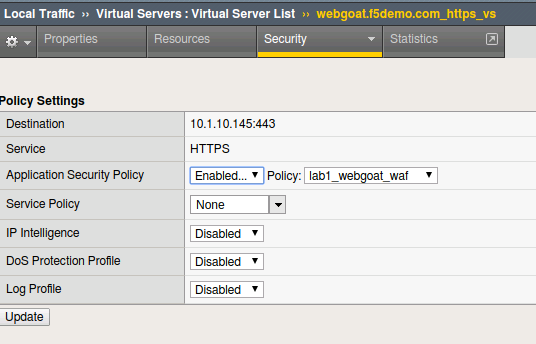 Local Traffic ›› Virtual Servers : Virtual Server List ›› webgoat.f5demo.com_https_vs
Properties Resources Security Statistics
Policy Settings
Destination 10.1.10.145:443
Service HTTPS
Application Security Policy Enabled... Policy: lab1_webgoat_waf
Service Policy None
IP Intelligence Disabled
DoS Protection Profile Disabled
Log Profile Disabled
Update